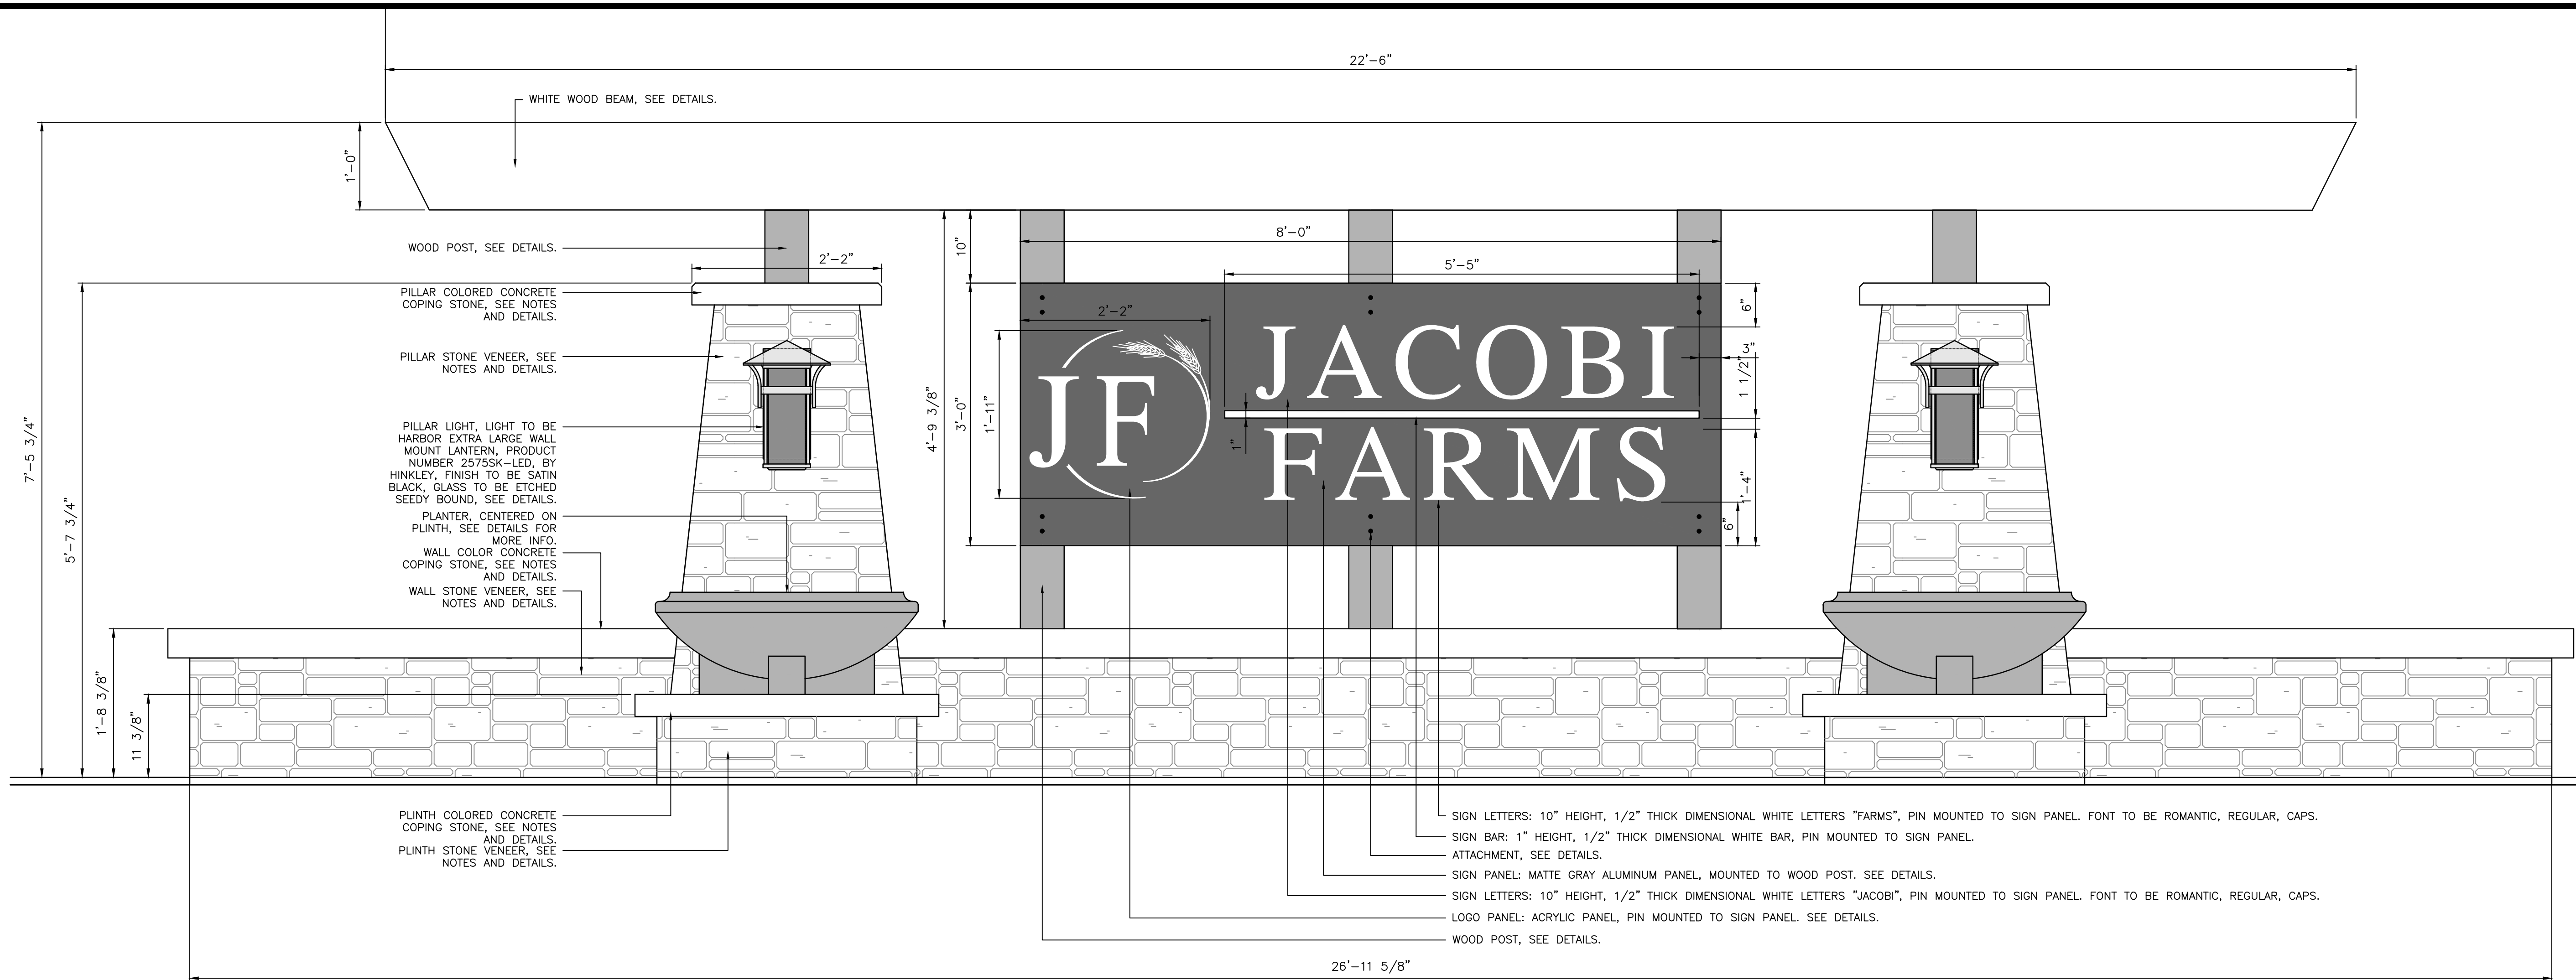 22'-6"
WHITE WOOD BEAM, SEE DETAILS.
1'-0"
WOOD POST, SEE DETAILS.
2'-2"
10"
8'-0"
5'-5"
PILLAR COLORED CONCRETE
COPING STONE, SEE NOTES
AND DETAILS.
2'-2"
6"
PILLAR STONE VENEER, SEE
NOTES AND DETAILS.
JF
JACOBI
FARMS
3"
1 1/2"
7'-5 3/4"
5'-7 3/4"
4'-9 3/8"
3'-0"
1'-11"
1"
1'-4"
6"
PILLAR LIGHT, LIGHT TO BE
HARBOR EXTRA LARGE WALL
MOUNT LANTERN, PRODUCT
NUMBER 2575SK-LED, BY
HINKLEY, FINISH TO BE SATIN
BLACK, GLASS TO BE ETCHED
SEEDY BOUND, SEE DETAILS.
PLANTER, CENTERED ON
PLINTH, SEE DETAILS FOR
MORE INFO.
WALL COLOR CONCRETE
COPING STONE, SEE NOTES
AND DETAILS.
WALL STONE VENEER, SEE
NOTES AND DETAILS.
1'-8 3/8"
11 3/8"
PLINTH COLORED CONCRETE
COPING STONE, SEE NOTES
AND DETAILS.
PLINTH STONE VENEER, SEE
NOTES AND DETAILS.
SIGN LETTERS: 10" HEIGHT, 1/2" THICK DIMENSIONAL WHITE LETTERS "FARMS", PIN MOUNTED TO SIGN PANEL. FONT TO BE ROMANTIC, REGULAR, CAPS.
SIGN BAR: 1" HEIGHT, 1/2" THICK DIMENSIONAL WHITE BAR, PIN MOUNTED TO SIGN PANEL.
ATTACHMENT, SEE DETAILS.
SIGN PANEL: MATTE GRAY ALUMINUM PANEL, MOUNTED TO WOOD POST. SEE DETAILS.
SIGN LETTERS: 10" HEIGHT, 1/2" THICK DIMENSIONAL WHITE LETTERS "JACOBI", PIN MOUNTED TO SIGN PANEL. FONT TO BE ROMANTIC, REGULAR, CAPS.
LOGO PANEL: ACRYLIC PANEL, PIN MOUNTED TO SIGN PANEL. SEE DETAILS.
WOOD POST, SEE DETAILS.
26'-11 5/8"